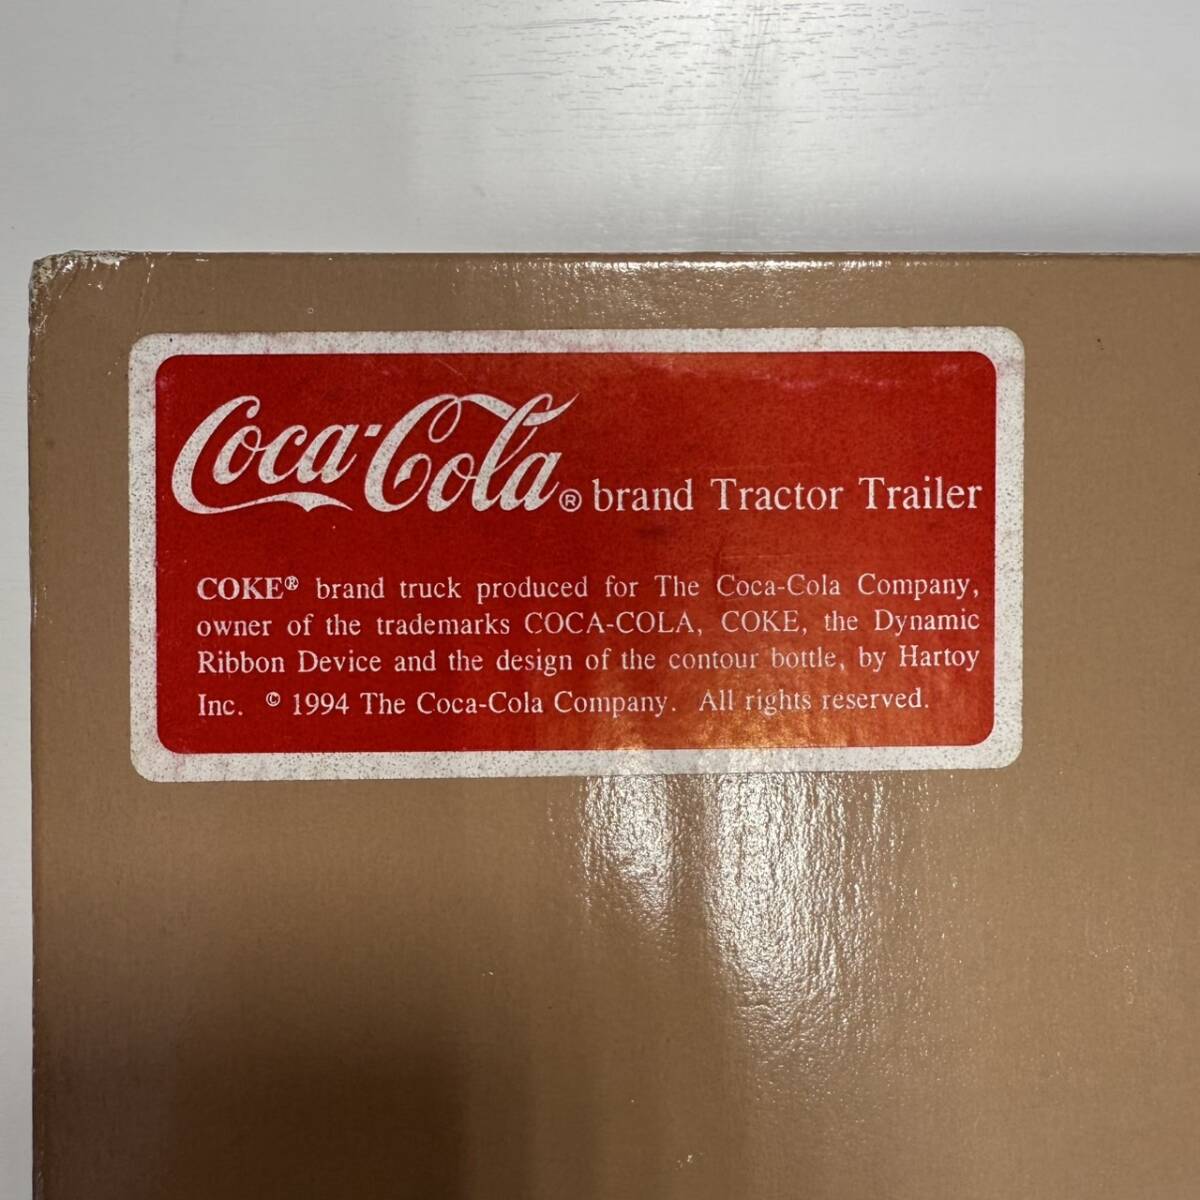 Coca-Cola® brand Tractor Trailer
COKE® brand truck produced for The Coca-Cola Company,
owner of the trademarks COCA-COLA, COKE, the Dynamic
Ribbon Device and the design of the contour bottle, by Hartoy
Inc. © 1994 The Coca-Cola Company. All rights reserved.